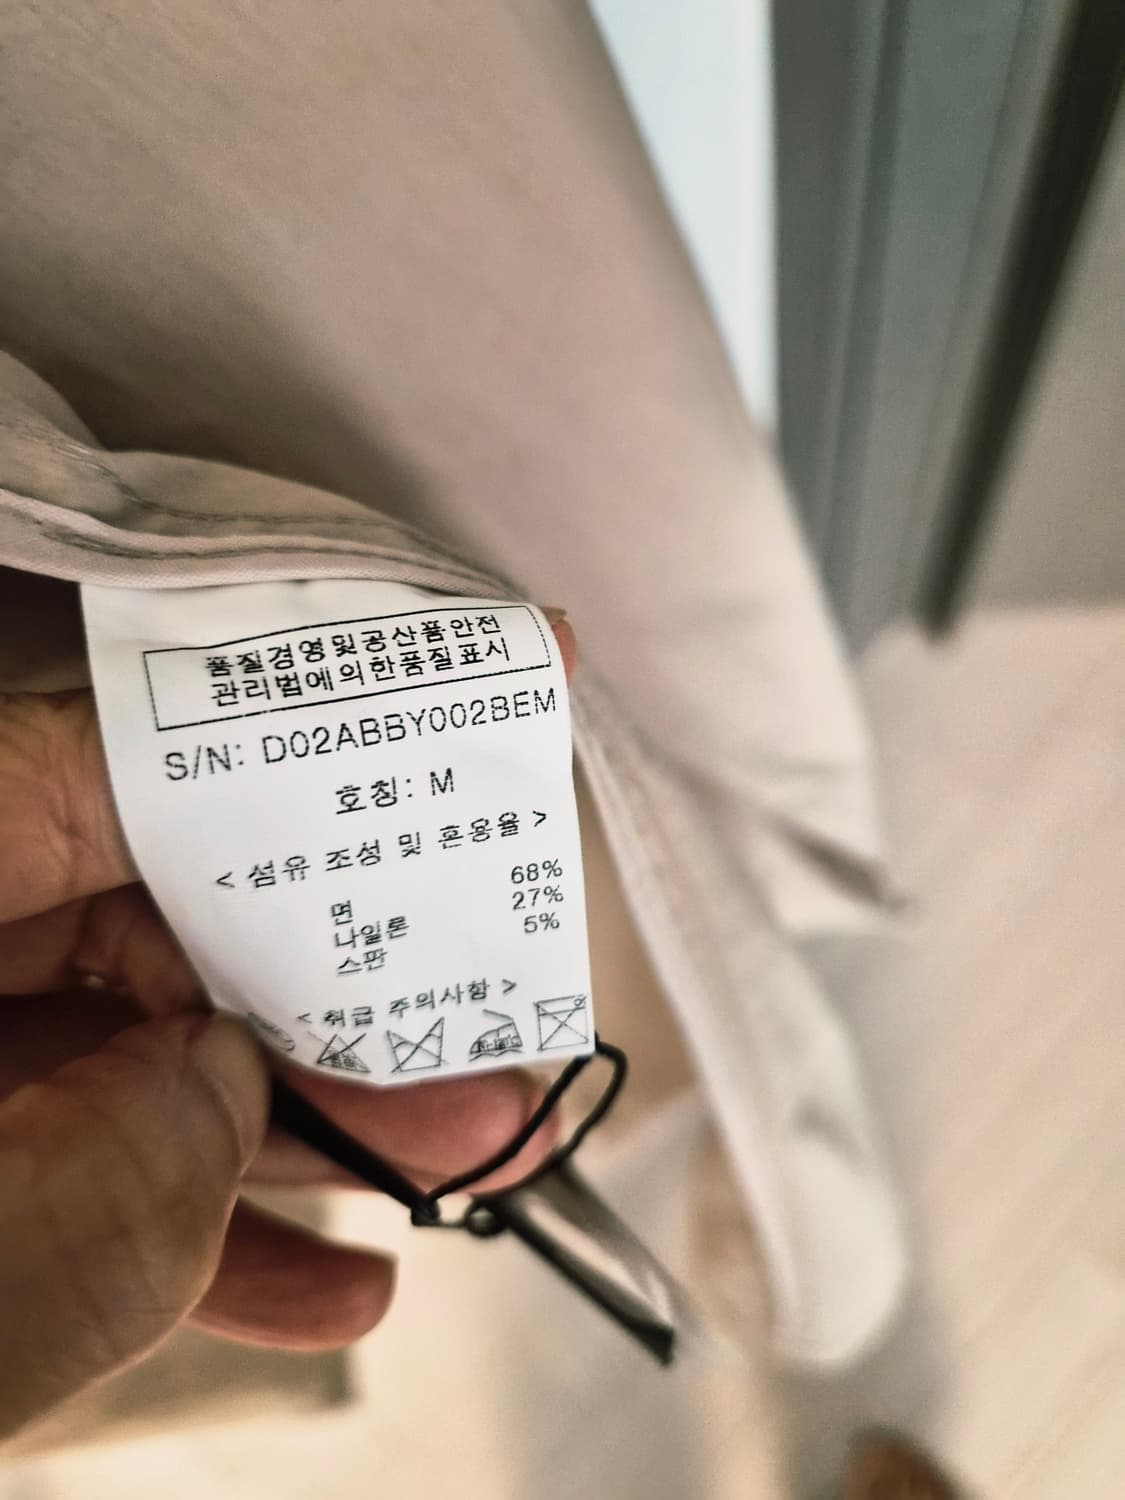 품질경영및공산품안전
관리법에의한품질표시
S/N: D02ABBY002BEM
호칭: M
< 섬유 조성 및 혼용율 >
면 68%
나일론 27%
스판 5%
< 취급 주의사항 >